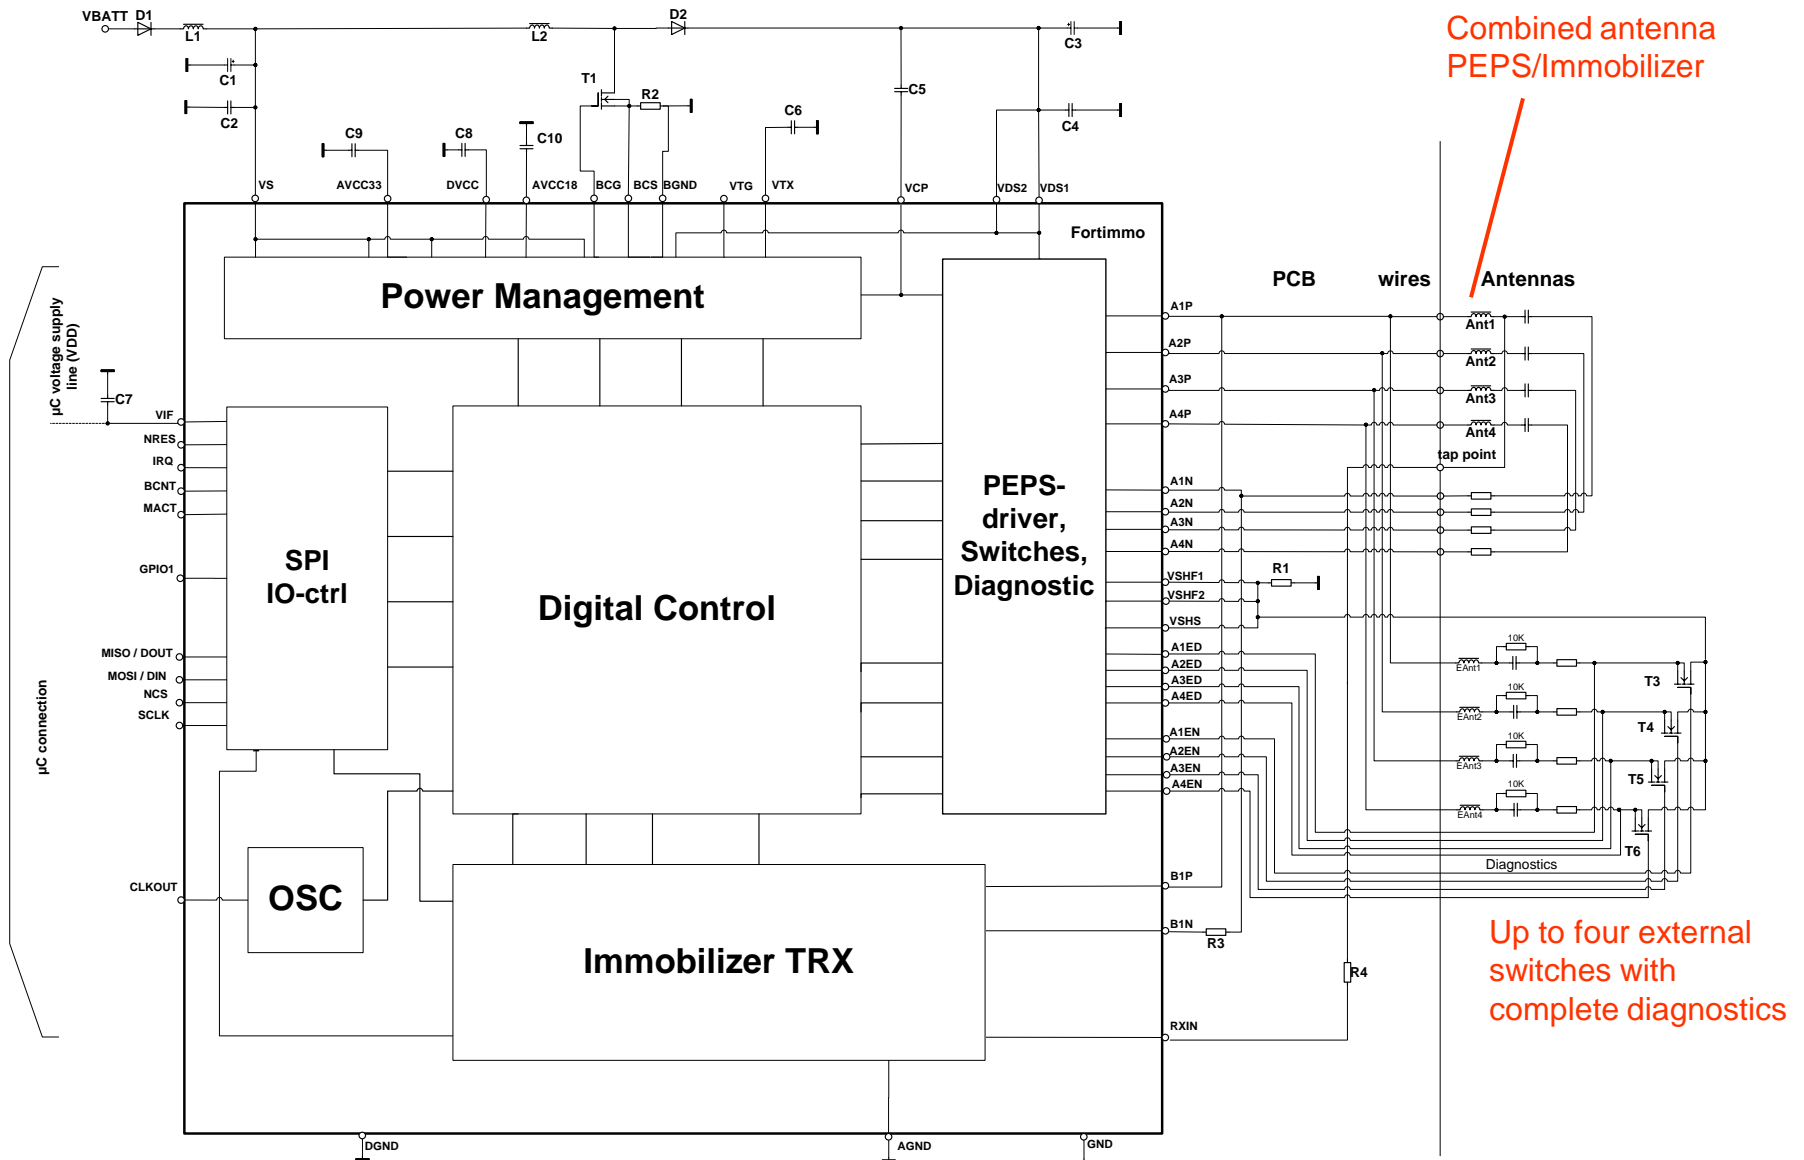 Combined antenna
PEPS/Immobilizer
VBATT
D1
L1
L2
D2
C3
C1
C2
T1
R2
C5
C6
C4
C9
C8
C10
VS
AVCC33
DVCC
AVCC18
BCG
BCS
BGND
VTG
VTX
VCP
VDS2
VDS1
Fortimmo
Power Management
PCB
wires
Antennas
A1P
Ant1
A2P
Ant2
A3P
Ant3
A4P
Ant4
tap point
µC voltage supply
line (VDD)
C7
VIF
NRES
IRQ
BCNT
MACT
GPIO1
MISO / DOUT
MOSI / DIN
NCS
SCLK
µC connection
SPI
IO-ctrl
Digital Control
PEPS-
driver,
Switches,
Diagnostic
A1N
A2N
A3N
A4N
VSHF1
R1
VSHF2
VSHS
A1ED
A2ED
A3ED
A4ED
A1EN
A2EN
A3EN
A4EN
10K
EAnt1
T3
10K
EAnt2
T4
10K
EAnt3
T5
10K
EAnt4
T6
Diagnostics
CLKOUT
OSC
Immobilizer TRX
B1P
B1N
R3
R4
RXIN
Up to four external
switches with
complete diagnostics
DGND
AGND
GND